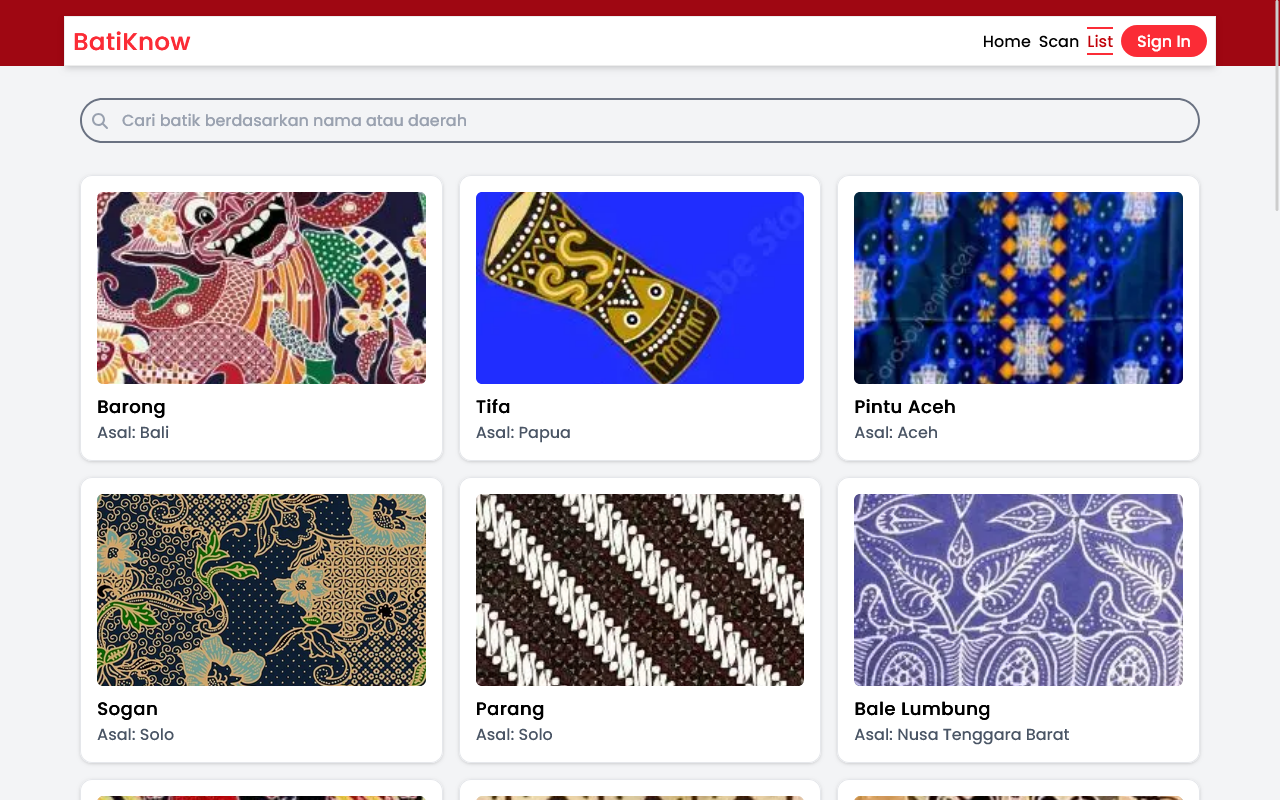 BatiKnow
Home Scan List Sign In
Cari batik berdasarkan nama atau daerah
Barong
Asal: Bali
Tifa
Asal: Papua
Pintu Aceh
Asal: Aceh
Sogan
Asal: Solo
Parang
Asal: Solo
Bale Lumbung
Asal: Nusa Tenggara Barat